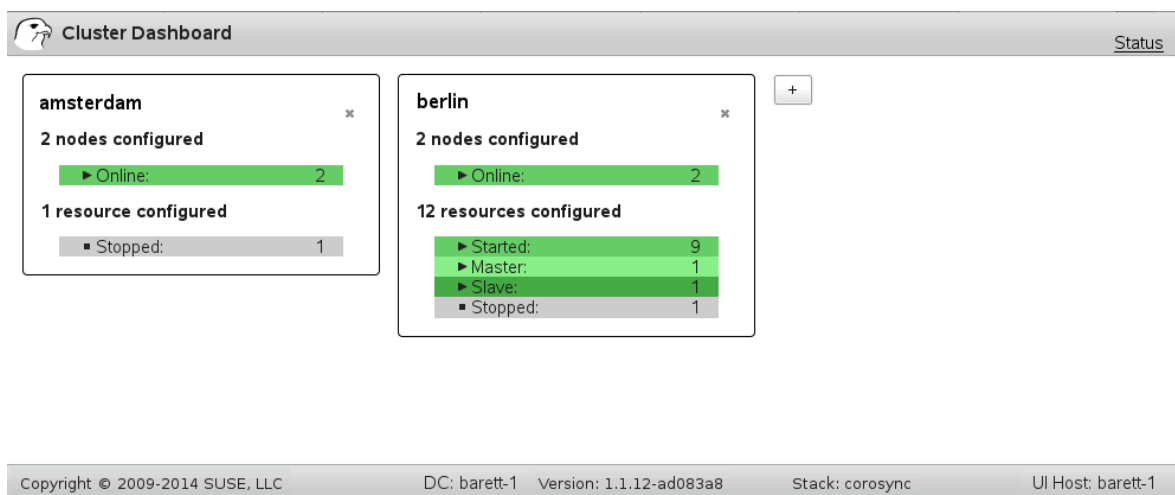 Cluster Dashboard
Status
amsterdam
2 nodes configured
Online: 2
1 resource configured
Stopped: 1
berlin
2 nodes configured
Online: 2
12 resources configured
Started: 9
Master: 1
Slave: 1
Stopped: 1
+
Copyright © 2009-2014 SUSE, LLC DC: barett-1 Version: 1.1.12-ad083a8 Stack: corosync UI Host: barett-1